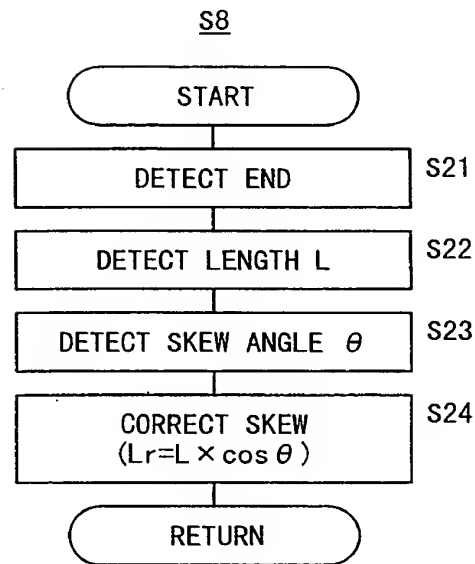 S8
START
DETECT END
S21
DETECT LENGTH L
S22
DETECT SKEW ANGLE θ
S23
CORRECT SKEW
(Lr=L×cosθ)
S24
RETURN